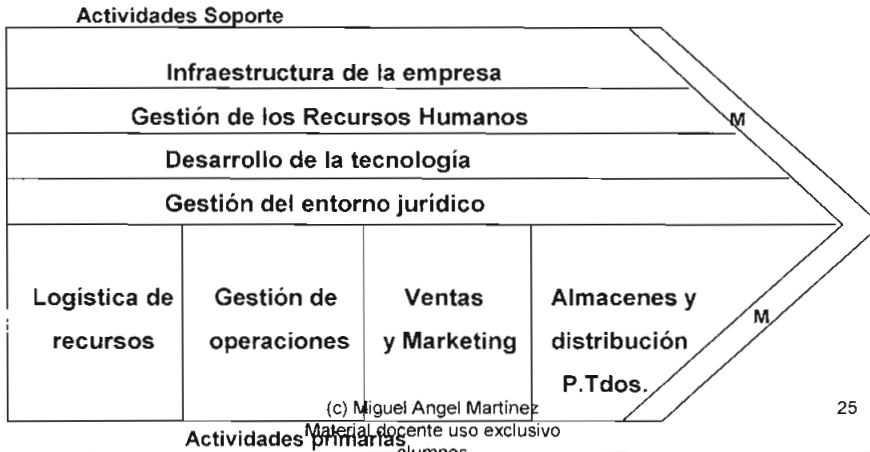 Actividades Soporte
Infraestructura de la empresa
Gestión de los Recursos Humanos
M
Desarrollo de la tecnología
Gestión del entorno jurídico
Logística de
recursos
Gestión de
operaciones
Ventas
y Marketing
Almacenes y
distribución
P.Tdos.
M
(c) Miguel Angel Martínez
Material docente uso exclusivo
alumnos
25
Actividades primarias